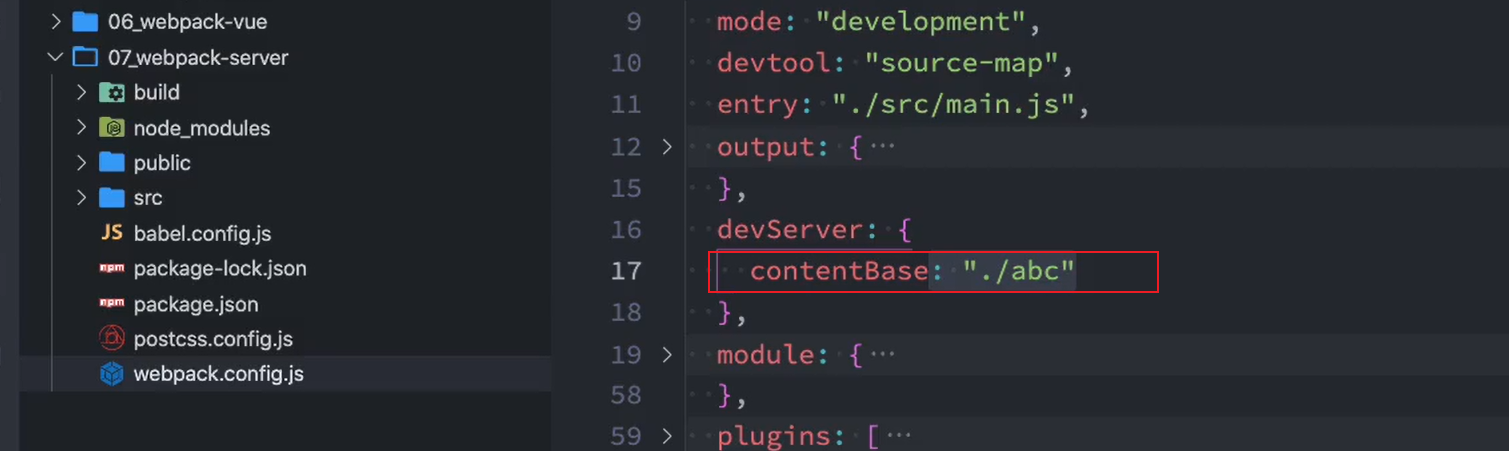 06_webpack-vue
07_webpack-server
build
node_modules
public
src
JS babel.config.js
npm package-lock.json
npm package.json
postcss.config.js
webpack.config.js
9 mode: "development",
10 devtool: "source-map",
11 entry: "./src/main.js",
12 output: { ···
15 },
16 devServer: {
17 contentBase: "./abc"
18 },
19 module: { ···
58 },
59 plugins: [ ···